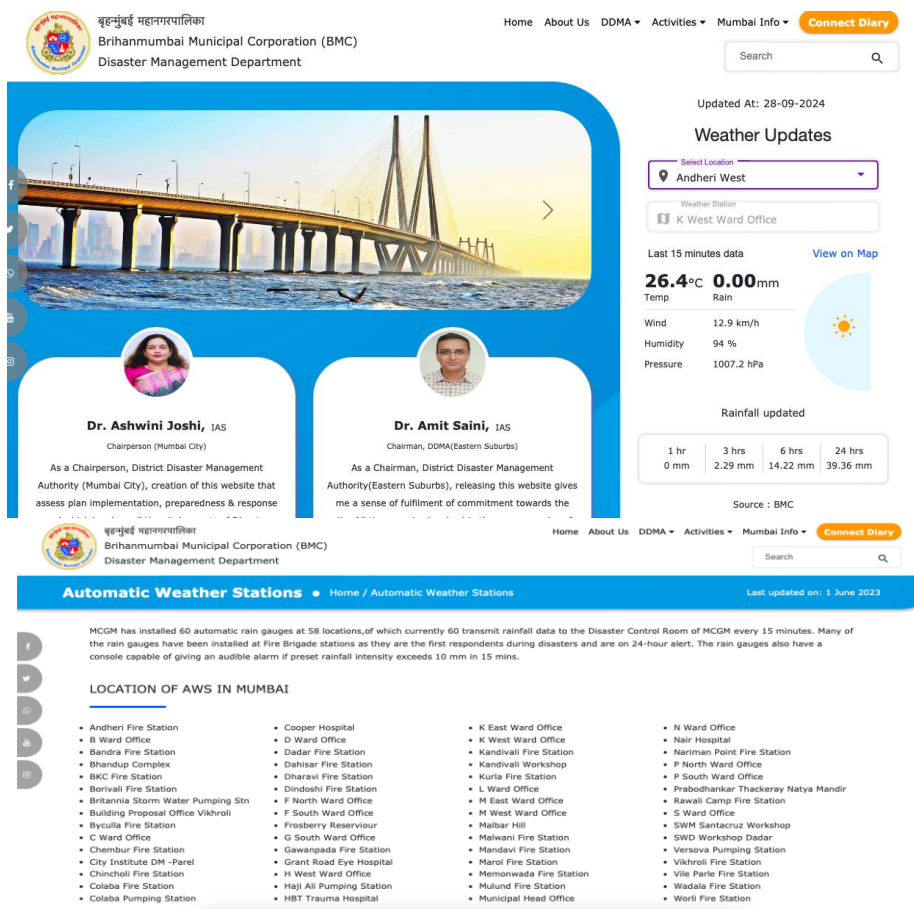 बृहन्मुंबई महानगरपालिका
Brihanmumbai Municipal Corporation (BMC)
Disaster Management Department
Home About Us DDMA Activities Mumbai Info Connect Diary
Search
Updated At: 28-09-2024
Weather Updates
Select Location
Andheri West
Weather Station
K West Ward Office
Last 15 minutes data View on Map
26.4°C 0.00mm
Temp Rain
Wind 12.9 km/h
Humidity 94 %
Pressure 1007.2 hPa
Rainfall updated
1 hr 3 hrs 6 hrs 24 hrs
0 mm 2.29 mm 14.22 mm 39.36 mm
Source : BMC
Dr. Ashwini Joshi, IAS
Chairperson (Mumbai City)
As a Chairperson, District Disaster Management
Authority (Mumbai City), creation of this website that
assess plan implementation, preparedness & response
Dr. Amit Saini, IAS
Chairman, DDMA(Eastern Suburbs)
As a Chairman, District Disaster Management
Authority(Eastern Suburbs), releasing this website gives
me a sense of fulfilment of commitment towards the
बृहन्मुंबई महानगरपालिका
Brihanmumbai Municipal Corporation (BMC)
Disaster Management Department
Home About Us DDMA Activities Mumbai Info Connect Diary
Search
Automatic Weather Stations Home / Automatic Weather Stations Last updated on: 1 June 2023
MCGM has installed 60 automatic rain gauges at 58 locations,of which currently 60 transmit rainfall data to the Disaster Control Room of MCGM every 15 minutes. Many of
the rain gauges have been installed at Fire Brigade stations as they are the first respondents during disasters and are on 24-hour alert. The rain gauges also have a
console capable of giving an audible alarm if preset rainfall intensity exceeds 10 mm in 15 mins.
LOCATION OF AWS IN MUMBAI
Andheri Fire Station
B Ward Office
Bandra Fire Station
Bhandup Complex
BKC Fire Station
Borivali Fire Station
Britannia Storm Water Pumping Stn
Building Proposal Office Vikhroli
Byculla Fire Station
C Ward Office
Chembur Fire Station
City Institute DM -Parel
Chincholi Fire Station
Colaba Fire Station
Colaba Pumping Station
Cooper Hospital
D Ward Office
Dadar Fire Station
Dahisar Fire Station
Dharavi Fire Station
Dindoshi Fire Station
F North Ward Office
F South Ward Office
Frosberry Reserviour
G South Ward Office
Gawanpada Fire Station
Grant Road Eye Hospital
H West Ward Office
Haji Ali Pumping Station
HBT Trauma Hospital
K East Ward Office
K West Ward Office
Kandivali Fire Station
Kandivali Workshop
Kurla Fire Station
L Ward Office
M East Ward Office
M West Ward Office
Malbar Hill
Malwani Fire Station
Mandavi Fire Station
Marol Fire Station
Memonwada Fire Station
Mulund Fire Station
Municipal Head Office
N Ward Office
Nair Hospital
Nariman Point Fire Station
P North Ward Office
P South Ward Office
Prabodhankar Thackeray Natya Mandir
Rawali Camp Fire Station
S Ward Office
SWM Santacruz Workshop
SWD Workshop Dadar
Versova Pumping Station
Vikhroli Fire Station
Vile Parle Fire Station
Wadala Fire Station
Worli Fire Station